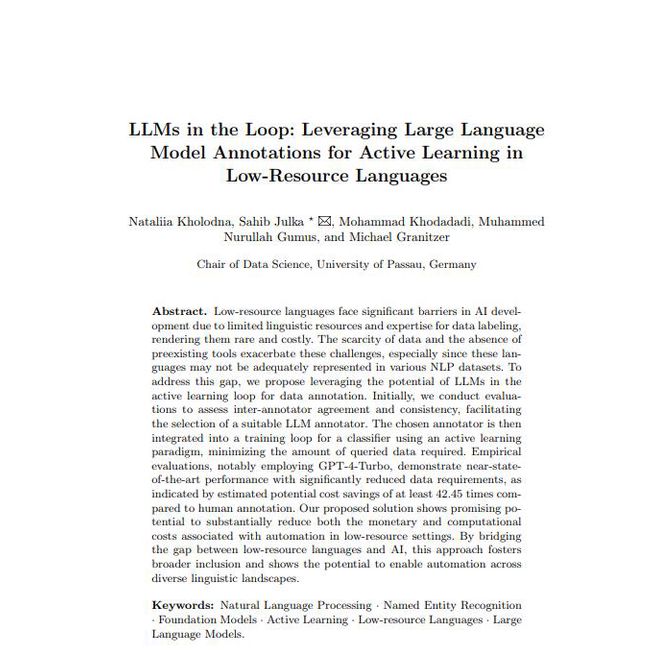 LLMs in the Loop: Leveraging Large Language
Model Annotations for Active Learning in
Low-Resource Languages
Nataliia Kholodna, Sahib Julka * ✉, Mohammad Khodadadi, Muhammed
Nurullah Gumus, and Michael Granitzer
Chair of Data Science, University of Passau, Germany
Abstract. Low-resource languages face significant barriers in AI devel-
opment due to limited linguistic resources and expertise for data labeling,
rendering them rare and costly. The scarcity of data and the absence of
preexisting tools exacerbate these challenges, especially since these lan-
guages may not be adequately represented in various NLP datasets. To
address this gap, we propose leveraging the potential of LLMs in the
active learning loop for data annotation. Initially, we conduct evalua-
tions to assess inter-annotator agreement and consistency, facilitating
the selection of a suitable LLM annotator. The chosen annotator is then
integrated into a training loop for a classifier using an active learning
paradigm, minimizing the amount of queried data required. Empirical
evaluations, notably employing GPT-4-Turbo, demonstrate near-state-
of-the-art performance with significantly reduced data requirements, as
indicated by estimated potential cost savings of at least 42.45 times com-
pared to human annotation. Our proposed solution shows promising po-
tential to substantially reduce both the monetary and computational
costs associated with automation in low-resource settings. By bridging
the gap between low-resource languages and AI, this approach fosters
broader inclusion and shows the potential to enable automation across
diverse linguistic landscapes.
Keywords: Natural Language Processing · Named Entity Recognition
· Foundation Models · Active Learning · Low-resource Languages · Large
Language Models.